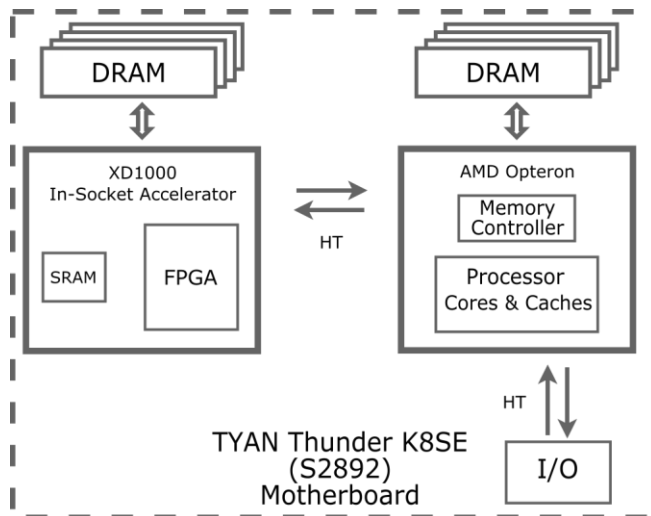 DRAM
DRAM
XD1000
In-Socket Accelerator
SRAM
FPGA
HT
AMD Opteron
Memory
Controller
Processor
Cores & Caches
HT
I/O
TYAN Thunder K8SE
(S2892)
Motherboard